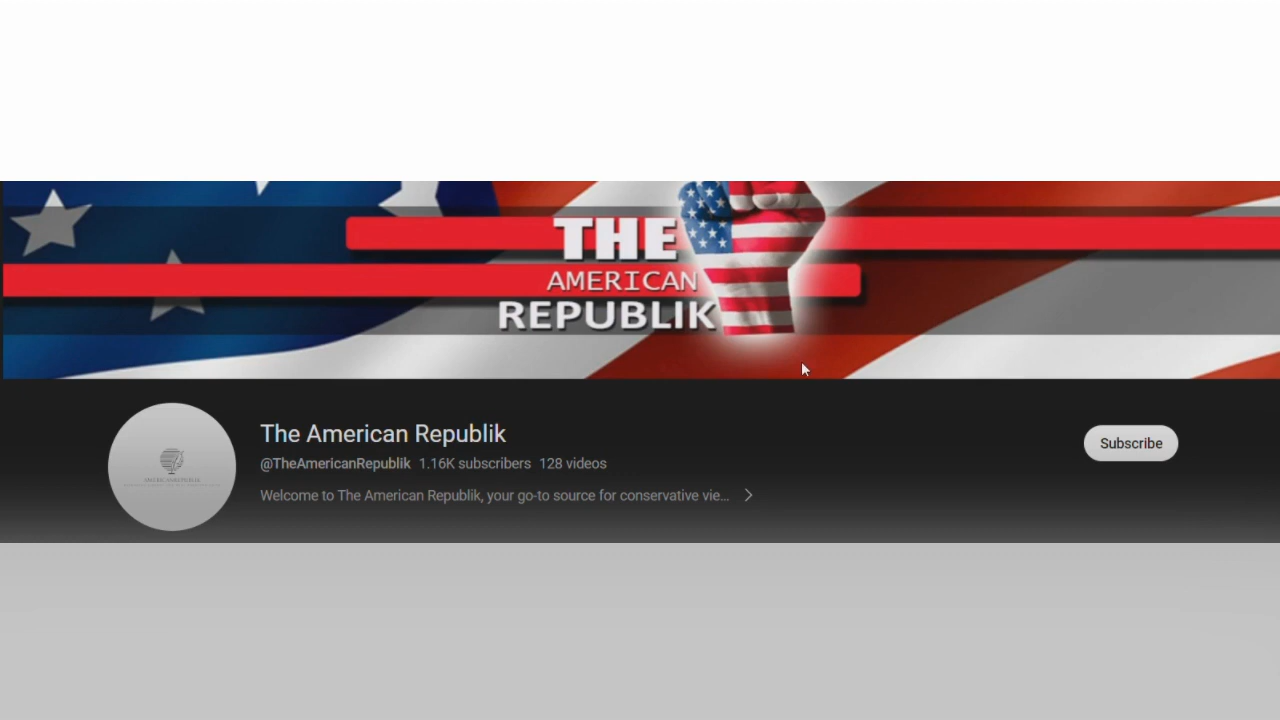 THE
AMERICAN
REPUBLIK
The American Republik
@TheAmericanRepublik 1.16K subscribers 128 videos
Subscribe
Welcome to The American Republik, your go-to source for conservative vie...